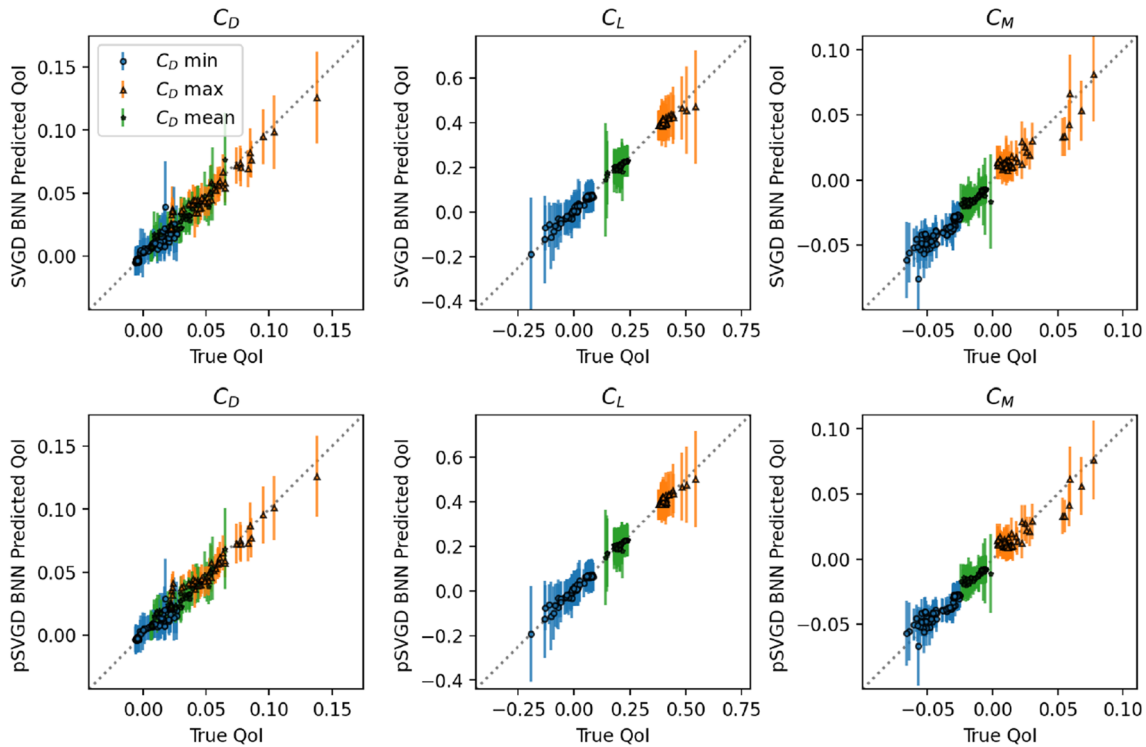 C_D
C_L
C_M
SVGD BNN Predicted QoI
0.15
0.10
0.05
0.00
C_D min
C_D max
C_D mean
0.00 0.05 0.10 0.15
True QoI
SVGD BNN Predicted QoI
0.6
0.4
0.2
0.0
−0.2
−0.4
−0.25 0.00 0.25 0.50 0.75
True QoI
SVGD BNN Predicted QoI
0.10
0.05
0.00
−0.05
−0.05 0.00 0.05 0.10
True QoI
C_D
C_L
C_M
pSVGD BNN Predicted QoI
0.15
0.10
0.05
0.00
0.00 0.05 0.10 0.15
True QoI
pSVGD BNN Predicted QoI
0.6
0.4
0.2
0.0
−0.2
−0.4
−0.25 0.00 0.25 0.50 0.75
True QoI
pSVGD BNN Predicted QoI
0.10
0.05
0.00
−0.05
−0.05 0.00 0.05 0.10
True QoI